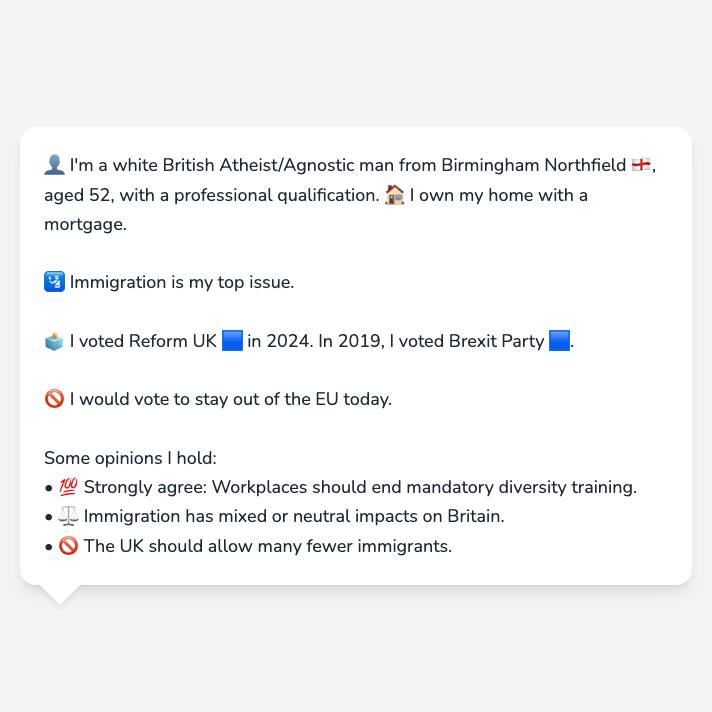 👤 I'm a white British Atheist/Agnostic man from Birmingham Northfield 🏴󠁧󠁢󠁥󠁮󠁧󠁿,
aged 52, with a professional qualification. 🏠 I own my home with a
mortgage.
🛂 Immigration is my top issue.
🗳️ I voted Reform UK 🟦 in 2024. In 2019, I voted Brexit Party 🟦.
🚫 I would vote to stay out of the EU today.
Some opinions I hold:
• 💯 Strongly agree: Workplaces should end mandatory diversity training.
• ⚖️ Immigration has mixed or neutral impacts on Britain.
• 🚫 The UK should allow many fewer immigrants.